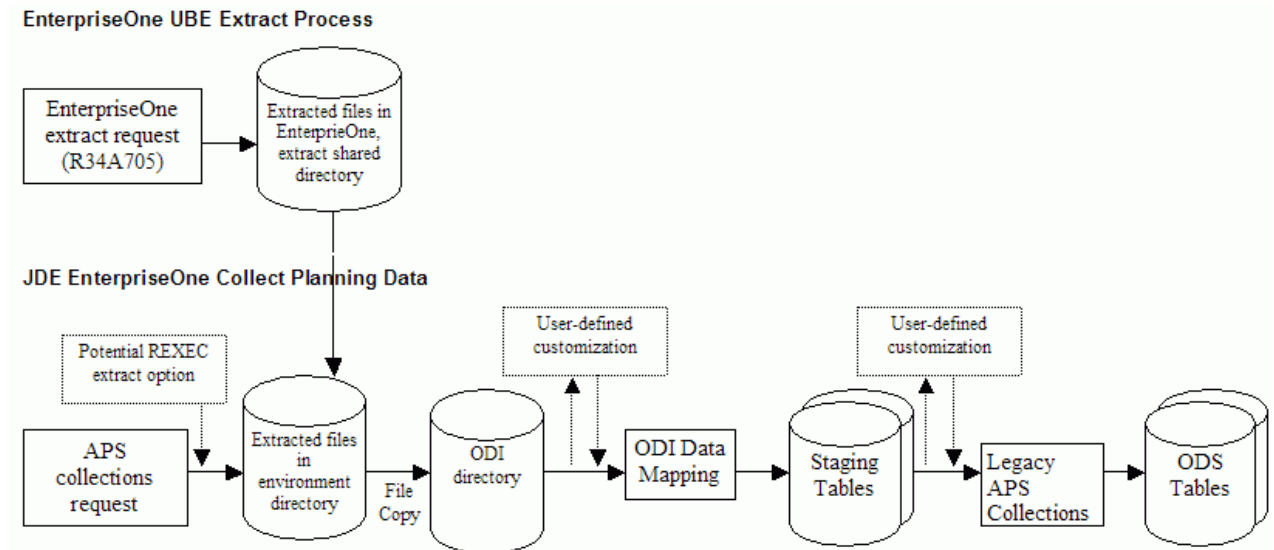 EnterpriseOne UBE Extract Process
EnterpriseOne
extract request
(R34A705)
Extracted files in
EnterprieOne,
extract shared
directory
JDE EnterpriseOne Collect Planning Data
Potential REXEC
extract option
User-defined
customization
User-defined
customization
APS
collections
request
Extracted files
in
environment
directory
File
Copy
ODI
directory
ODI Data
Mapping
Staging
Tables
Legacy
APS
Collections
ODS
Tables